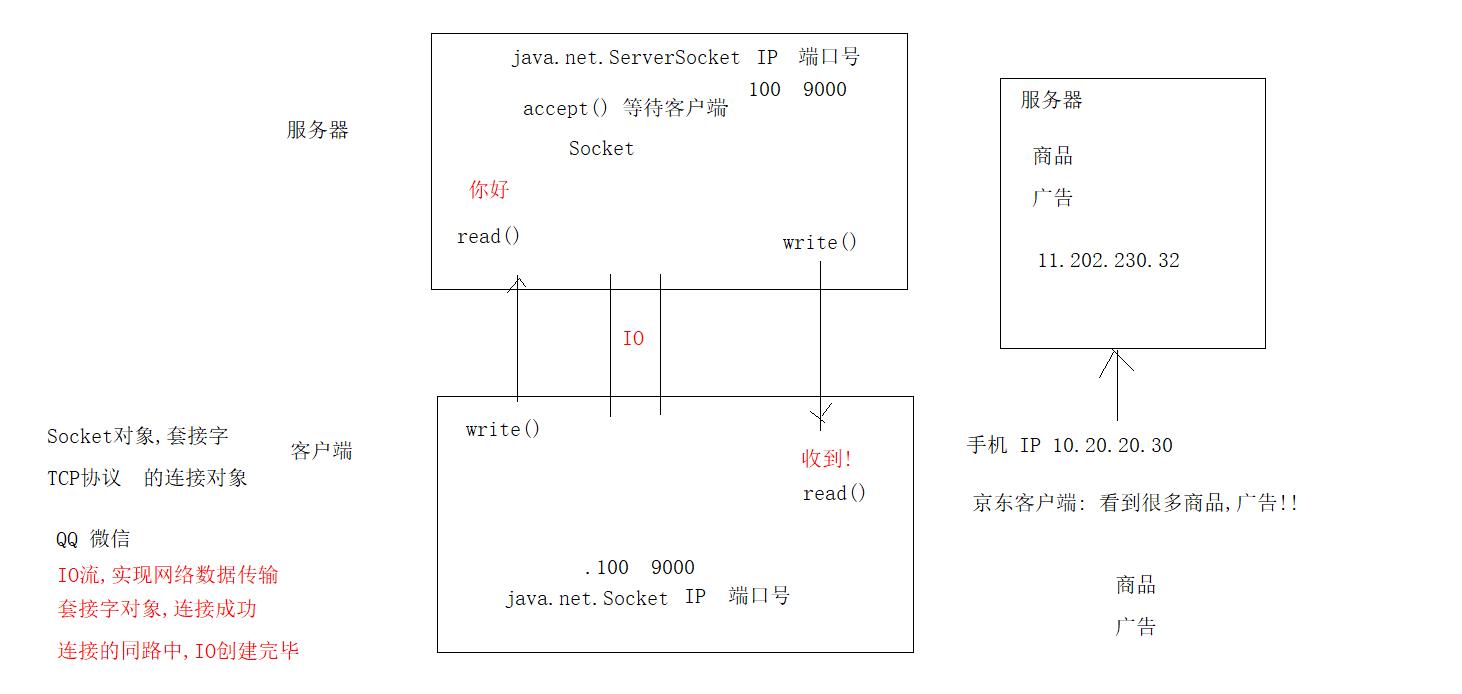 java.net.ServerSocket IP 端口号
100 9000
accept() 等待客户端
服务器
Socket
你好
read()
write()
IO
服务器
商品
广告
11.202.230.32
Socket对象,套接字
客户端
TCP协议 的连接对象
QQ 微信
IO流,实现网络数据传输
套接字对象,连接成功
连接的同路中,IO创建完毕
write()
收到!
read()
.100 9000
java.net.Socket IP 端口号
手机 IP 10.20.20.30
京东客户端: 看到很多商品,广告!!
商品
广告